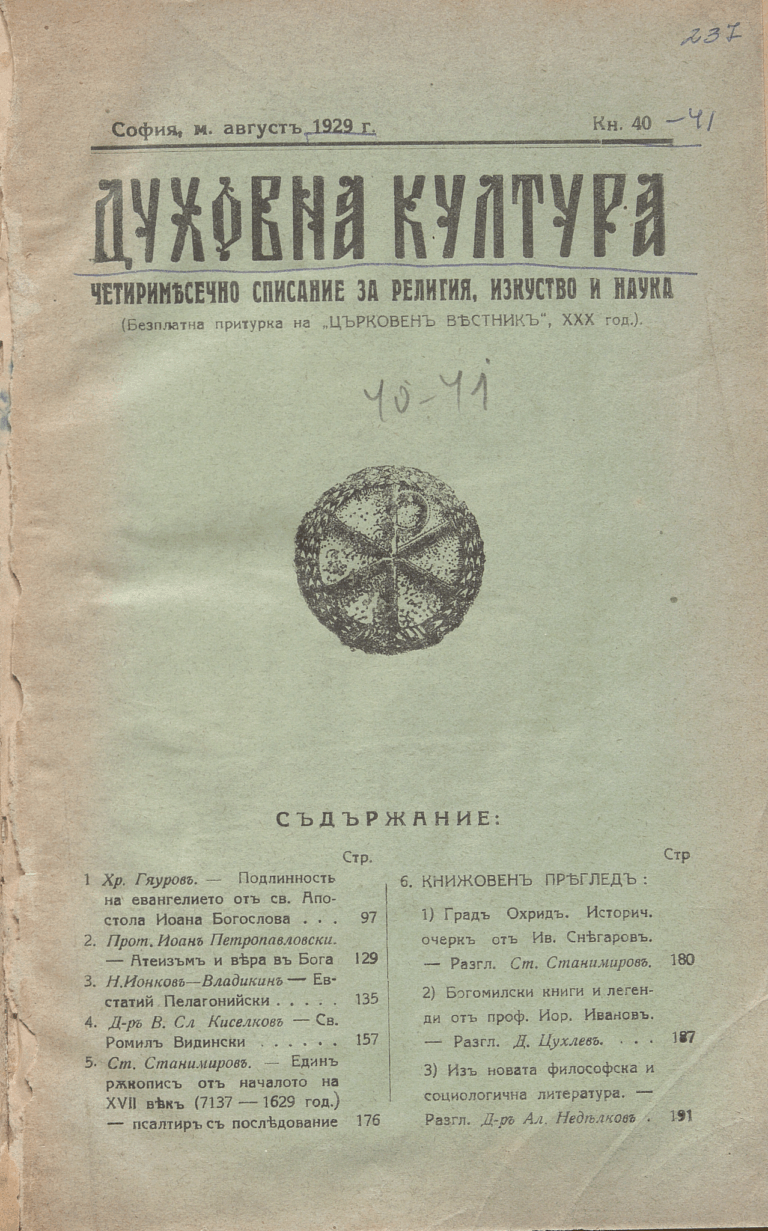 237
София, м. августъ 1929 г. Кн. 40 —41
ДУХОВНА КУЛТУРА
ЧЕТИРИМѢСЕЧНО СПИСАНИЕ ЗА РЕЛИГИЯ, ИЗКУСТВО И НАУКА
(Безплатна притурка на „ЦЪРКОВЕНЪ ВѢСТНИКЪ“, XXX год.).
40-41
СЪДЪРЖАНИЕ:
Стр.
1 Хр. Гяуровъ. — Подлинность
на евангелието отъ св. Апо-
стола Иоана Богослова . . . 97
2. Прот. Иоанъ Петропавловски.
— Атеизъмъ и вѣра въ Бога 129
3. Н.Ионковъ—Владикинъ — Ев-
статий Пелагонийски . . . . . 135
4. Д-ръ В. Сл Киселковъ — Св.
Ромилъ Видински . . . . . . 157
5. Ст. Станимировъ. — Единъ
рѫкопис отъ началото на
XVII вѣкъ (7137 — 1629 год.)
— псалтиръ съ послѣдование 176
Стр
6. КНИЖОВЕНЪ ПРѢГЛЕДЪ :
1) Градъ Охридъ. Историч.
очеркъ отъ Ив. Снѣгаровъ.
— Разгл. Ст. Станимировъ. 180
2) Богомилски книги и леген-
ди отъ проф. Иор. Ивановъ.
— Разгл. Д. Цухлевъ. . . . 187
3) Изъ новата философска и
социологична литература. —
Разгл. Д-ръ Ал. Недѣлковъ . 191